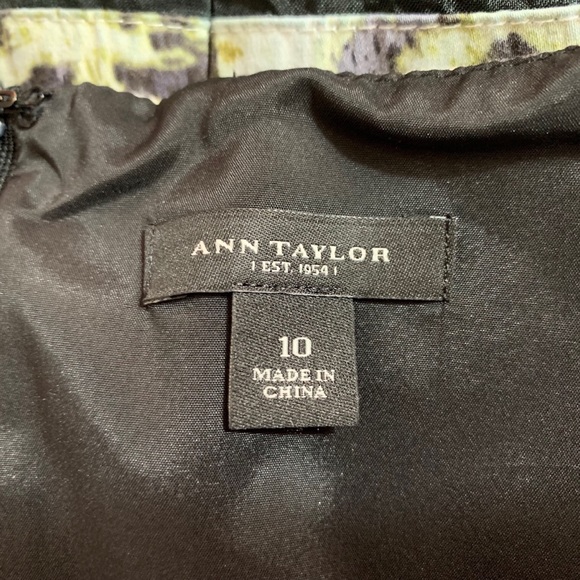 ANN TAYLOR
| EST. 1954 |
10
MADE IN
CHINA